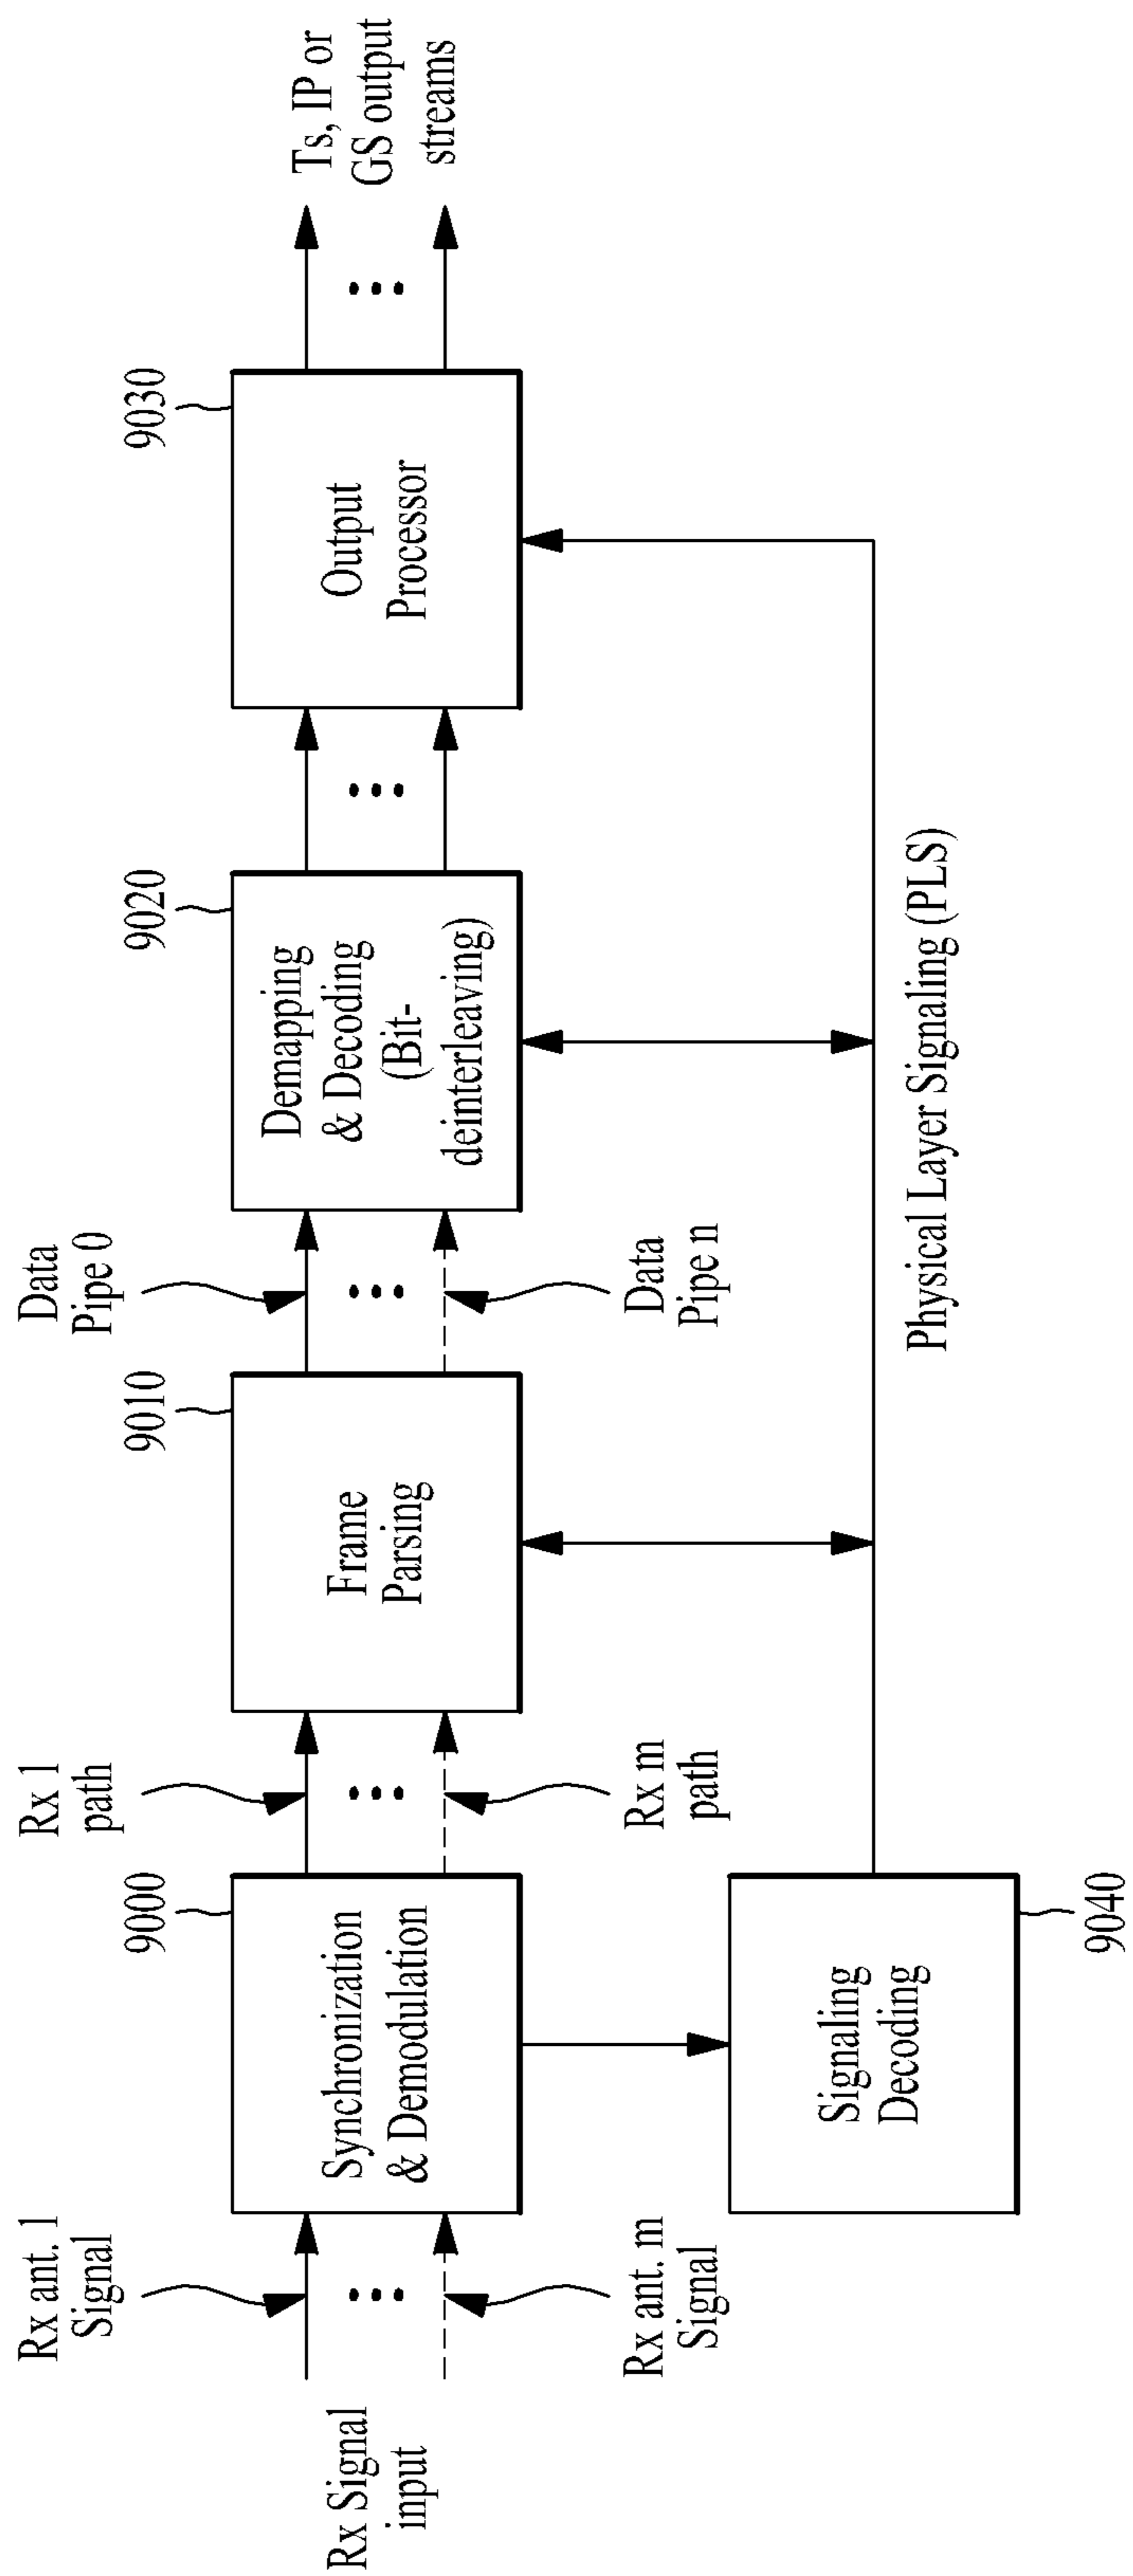 Rx Signal
input
Rx ant. 1
Signal
Rx ant. m
Signal
9000
Synchronization
& Demodulation
Rx 1
path
Rx m
path
9010
Frame
Parsing
Data
Pipe 0
Data
Pipe n
9020
Demapping
& Decoding
(Bit-
deinterleaving)
9030
Output
Processor
Ts, IP or
GS output
streams
Signaling
Decoding
9040
Physical Layer Signaling (PLS)